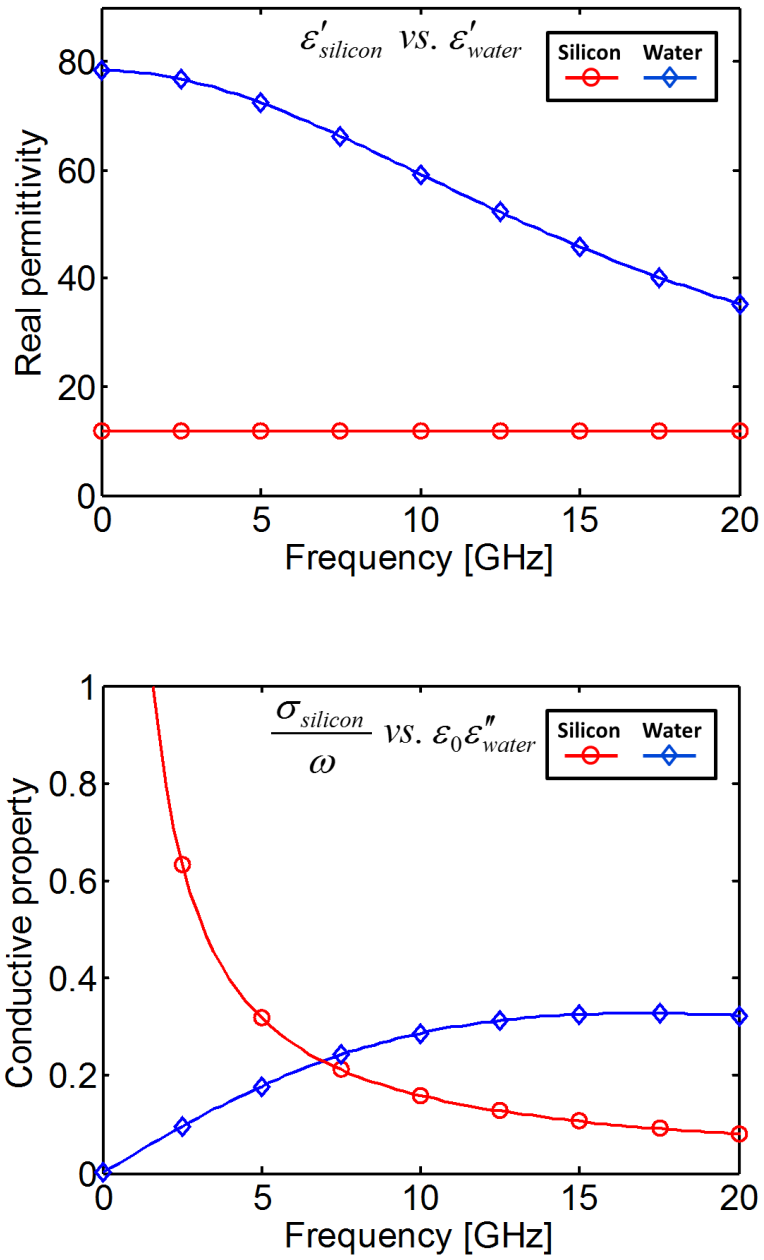 ε′silicon vs. ε′water
Silicon Water
Real permittivity
80
60
40
20
0
0 5 10 15 20
Frequency [GHz]
σsilicon
ω
vs. ε0ε″water
Silicon Water
Conductive property
1
0.8
0.6
0.4
0.2
0
0 5 10 15 20
Frequency [GHz]